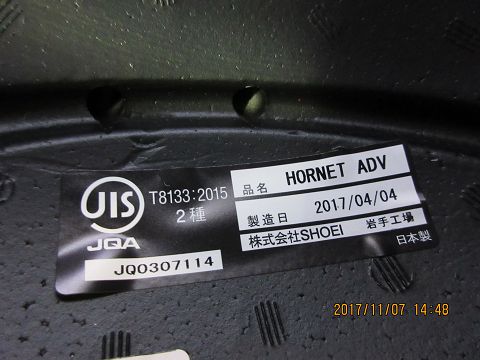 JIS
JQA
T8133:2015
2種
JQ0307114
品名 HORNET ADV
製造日 2017/04/04
株式会社SHOEI 岩手工場
日本製
2017/11/07 14:48